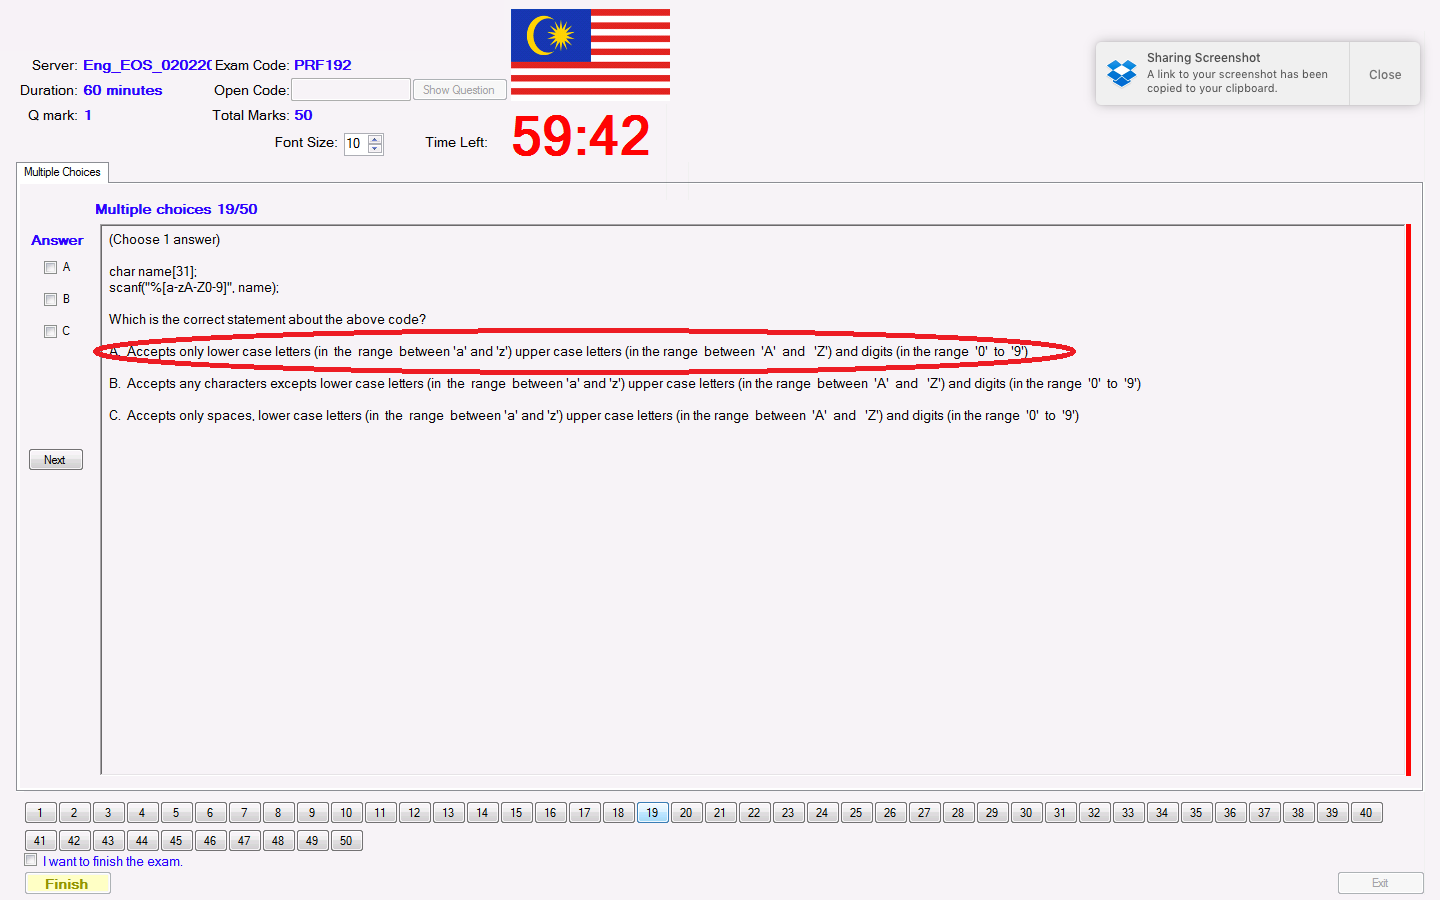 Server: Eng_EOS_020220 Exam Code: PRF192
Duration: 60 minutes Open Code: Show Question
Q mark: 1 Total Marks: 50
Font Size: 10 Time Left: 59:42
Sharing Screenshot
A link to your screenshot has been
copied to your clipboard.
Close
Multiple Choices
Multiple choices 19/50
Answer
A
B
C
Next
(Choose 1 answer)
char name[31];
scanf("%[a-zA-Z0-9]", name);
Which is the correct statement about the above code?
A. Accepts only lower case letters (in the range between 'a' and 'z') upper case letters (in the range between 'A' and 'Z') and digits (in the range '0' to '9')
B. Accepts any characters excepts lower case letters (in the range between 'a' and 'z') upper case letters (in the range between 'A' and 'Z') and digits (in the range '0' to '9')
C. Accepts only spaces, lower case letters (in the range between 'a' and 'z') upper case letters (in the range between 'A' and 'Z') and digits (in the range '0' to '9')
1 2 3 4 5 6 7 8 9 10 11 12 13 14 15 16 17 18 19 20 21 22 23 24 25 26 27 28 29 30 31 32 33 34 35 36 37 38 39 40
41 42 43 44 45 46 47 48 49 50
I want to finish the exam.
Finish
Exit